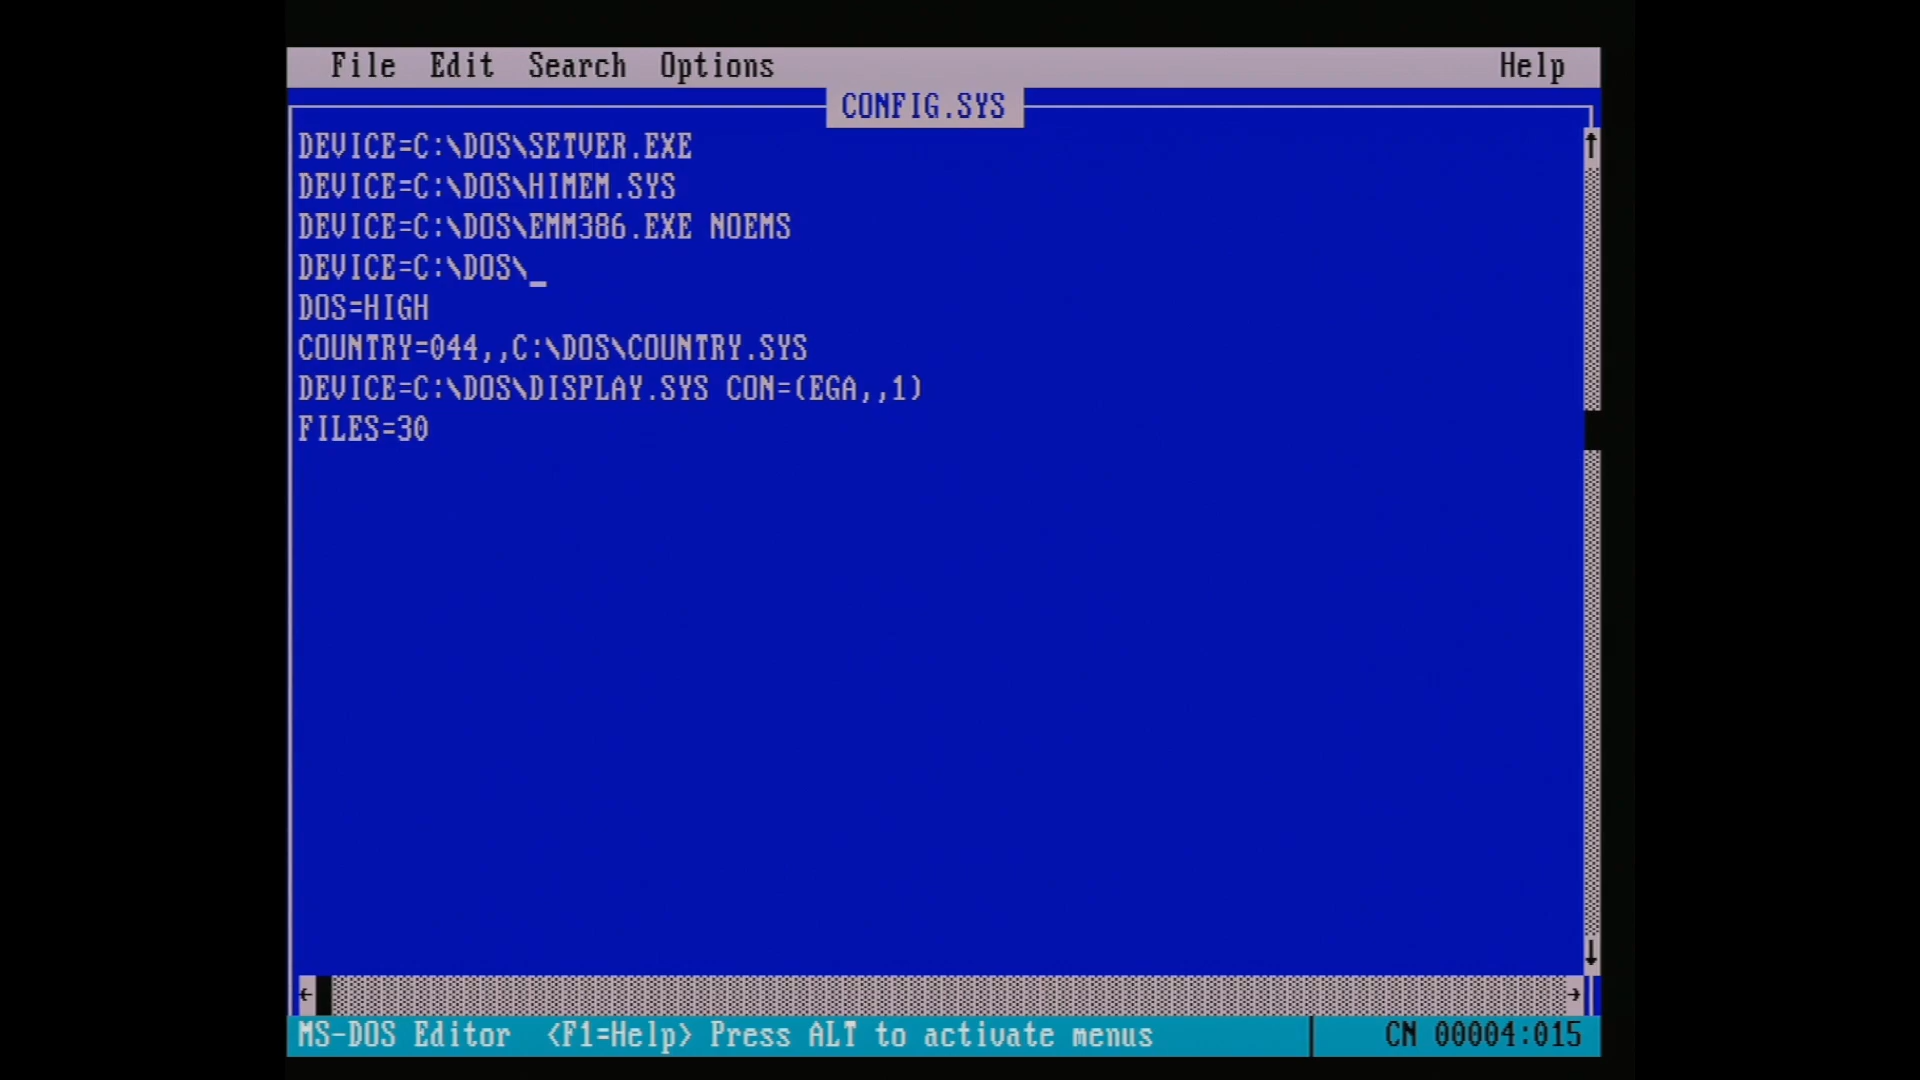 File Edit Search Options Help
CONFIG.SYS
DEVICE=C:\DOS\SETVER.EXE
DEVICE=C:\DOS\HIMEM.SYS
DEVICE=C:\DOS\EMM386.EXE NOEMS
DEVICE=C:\DOS\_
DOS=HIGH
COUNTRY=044,,C:\DOS\COUNTRY.SYS
DEVICE=C:\DOS\DISPLAY.SYS CON=(EGA,,1)
FILES=30
MS-DOS Editor <F1=Help> Press ALT to activate menus CN 00004:015